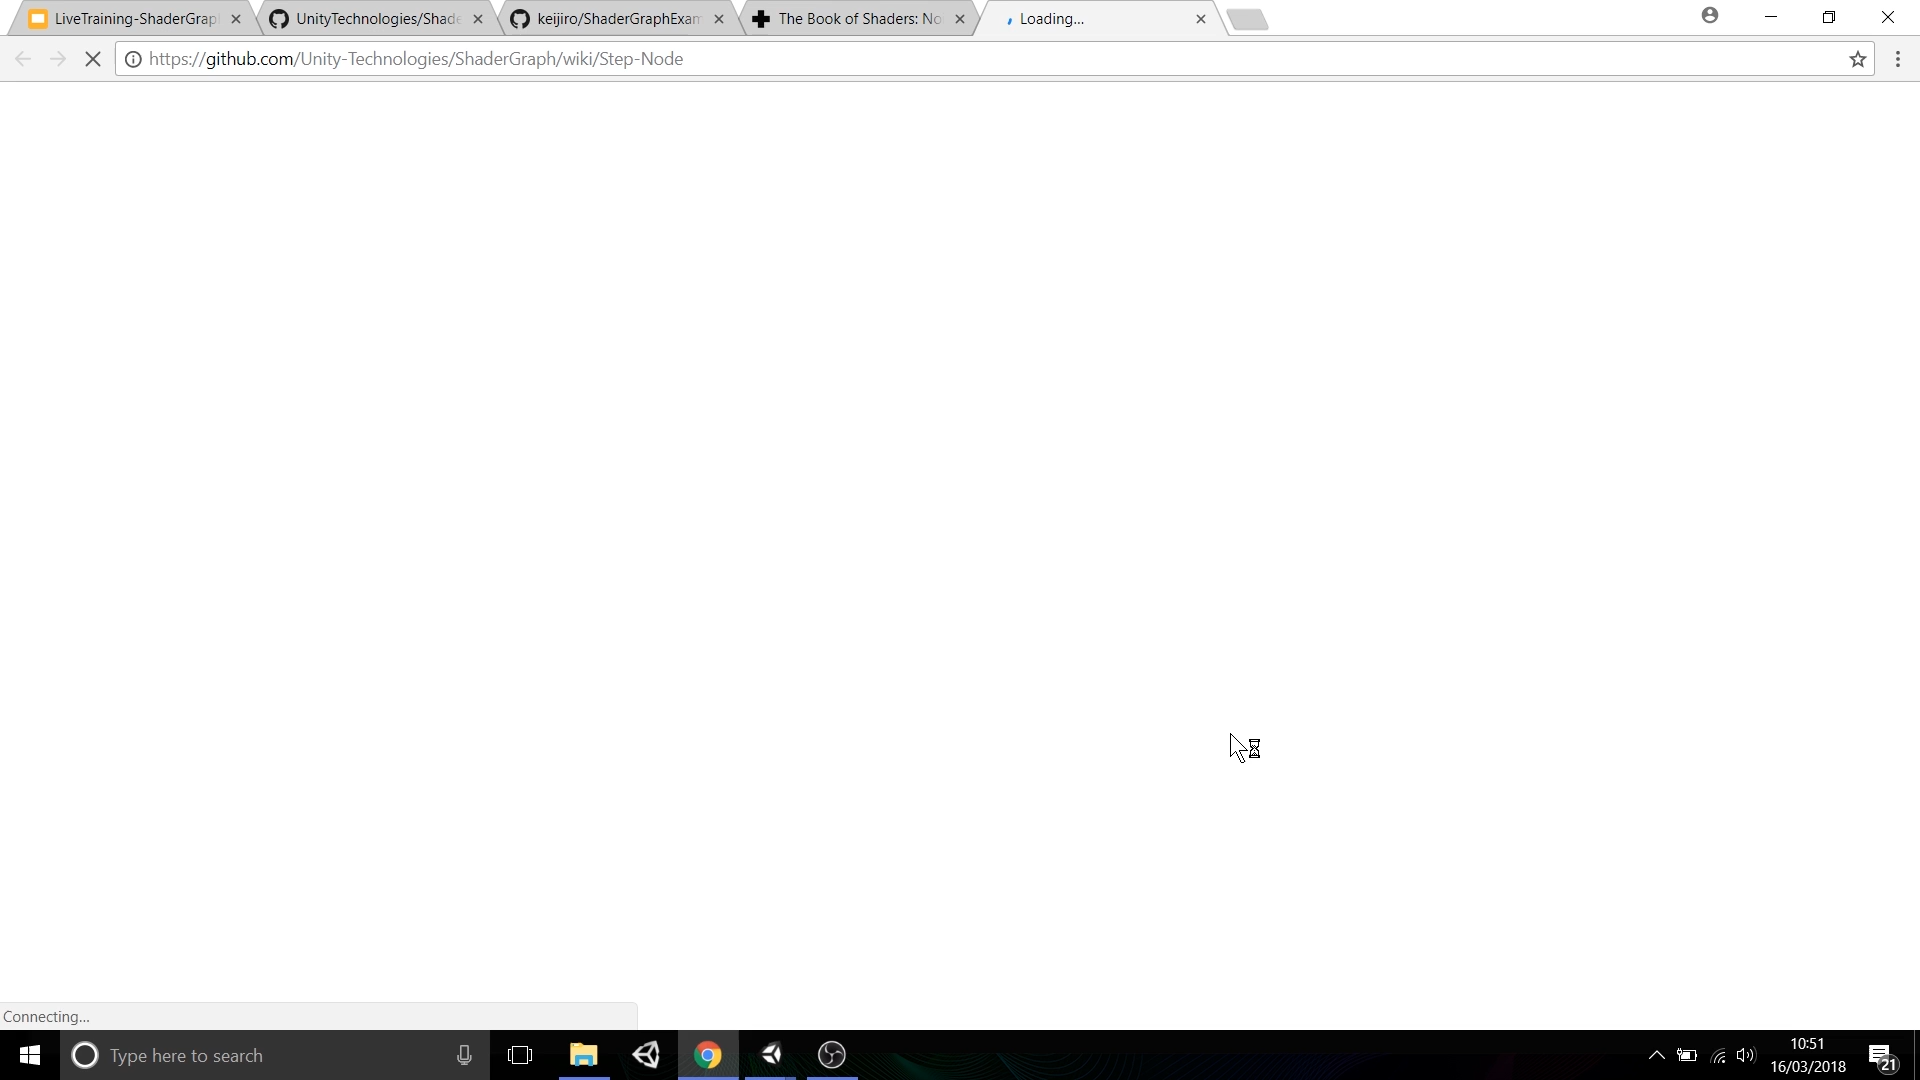 LiveTraining-ShaderGrap
UnityTechnologies/Shade
keijiro/ShaderGraphExam
The Book of Shaders: No
Loading...
https://github.com/Unity-Technologies/ShaderGraph/wiki/Step-Node
Connecting...
Type here to search
10:51
16/03/2018
21